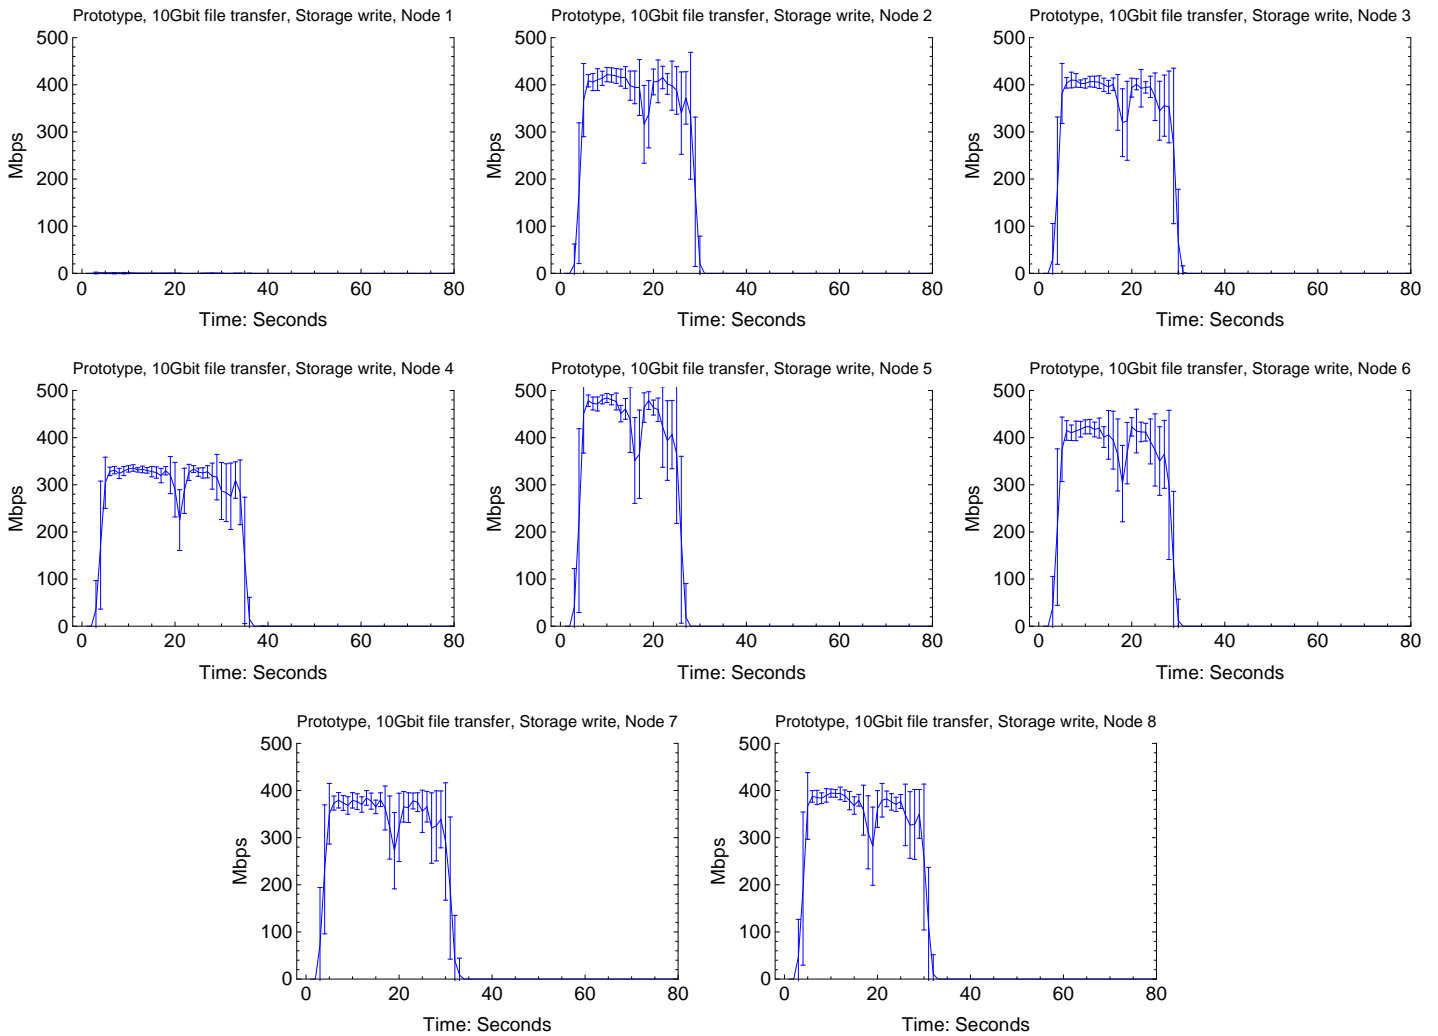 Prototype, 10Gbit file transfer, Storage write, Node 1
500
400
300
200
100
0
Mbps
0 20 40 60 80
Time: Seconds
Prototype, 10Gbit file transfer, Storage write, Node 2
500
400
300
200
100
0
Mbps
0 20 40 60 80
Time: Seconds
Prototype, 10Gbit file transfer, Storage write, Node 3
500
400
300
200
100
0
Mbps
0 20 40 60 80
Time: Seconds
Prototype, 10Gbit file transfer, Storage write, Node 4
500
400
300
200
100
0
Mbps
0 20 40 60 80
Time: Seconds
Prototype, 10Gbit file transfer, Storage write, Node 5
500
400
300
200
100
0
Mbps
0 20 40 60 80
Time: Seconds
Prototype, 10Gbit file transfer, Storage write, Node 6
500
400
300
200
100
0
Mbps
0 20 40 60 80
Time: Seconds
Prototype, 10Gbit file transfer, Storage write, Node 7
500
400
300
200
100
0
Mbps
0 20 40 60 80
Time: Seconds
Prototype, 10Gbit file transfer, Storage write, Node 8
500
400
300
200
100
0
Mbps
0 20 40 60 80
Time: Seconds